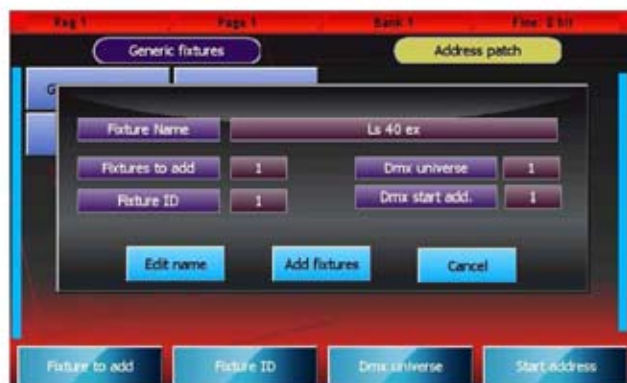 Reg 1 Page 1 Bank 1 Fine: 8 bit
Generic fixtures Address patch
G
Fixture Name Ls 40 ex
Fixtures to add 1 Dmx universe 1
Fixture ID 1 Dmx start add. 1
Edit name Add fixtures Cancel
Fixture to add Fixture ID Dmx universe Start address